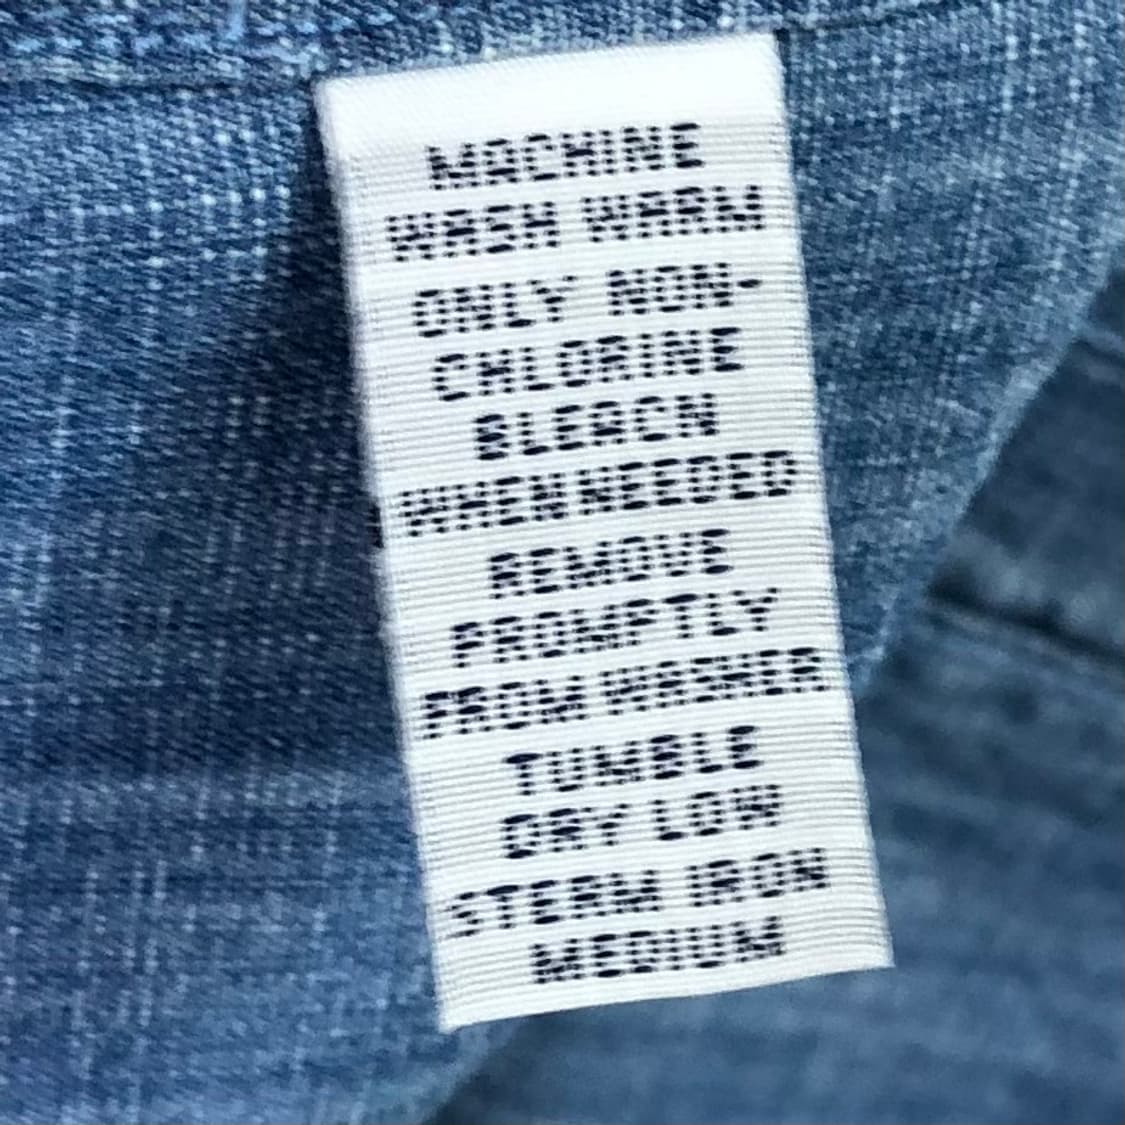 MACHINE
WASH WARM
ONLY NON-
CHLORINE
BLEACH
WHEN NEEDED
REMOVE
PROMPTLY
FROM WASHER
TUMBLE
DRY LOW
STEAM IRON
MEDIUM